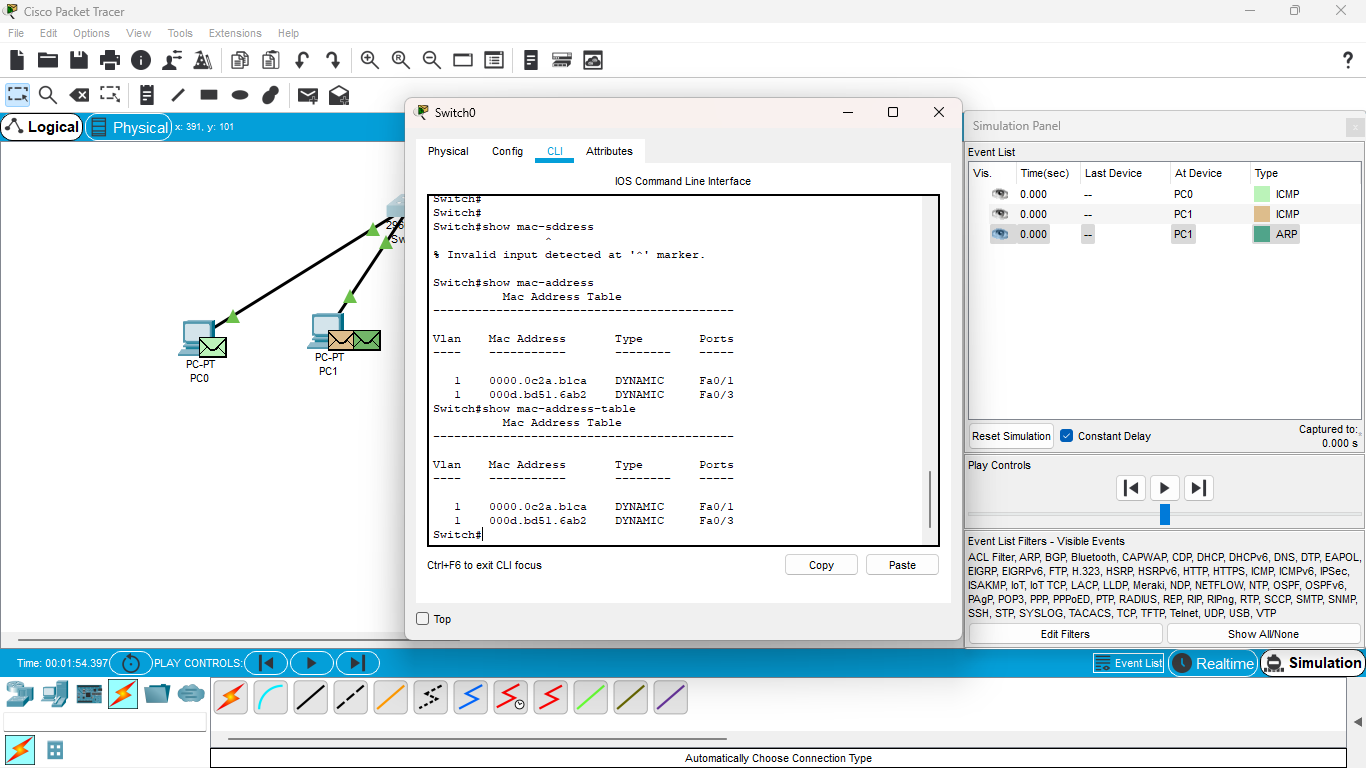 Cisco Packet Tracer
File Edit Options View Tools Extensions Help
Logical Physical x: 391, y: 101
PC-PT
PC0
PC-PT
PC1
Switch0
Physical Config CLI Attributes
IOS Command Line Interface
Switch#
Switch#
Switch#show mac-sddress
^
% Invalid input detected at '^' marker.
Switch#show mac-address
Mac Address Table
-------------------------------------------
Vlan Mac Address Type Ports
---- ----------- -------- -----
1 0000.0c2a.b1ca DYNAMIC Fa0/1
1 000d.bd51.6ab2 DYNAMIC Fa0/3
Switch#show mac-address-table
Mac Address Table
-------------------------------------------
Vlan Mac Address Type Ports
---- ----------- -------- -----
1 0000.0c2a.b1ca DYNAMIC Fa0/1
1 000d.bd51.6ab2 DYNAMIC Fa0/3
Switch#
Ctrl+F6 to exit CLI focus
Copy Paste
Top
Simulation Panel
Event List
Vis. Time(sec) Last Device At Device Type
0.000 -- PC0 ICMP
0.000 -- PC1 ICMP
0.000 -- PC1 ARP
Reset Simulation Constant Delay
Captured to:
0.000 s
Play Controls
Event List Filters - Visible Events
ACL Filter, ARP, BGP, Bluetooth, CAPWAP, CDP, DHCP, DHCPv6, DNS, DTP, EAPOL,
EIGRP, EIGRPv6, FTP, H.323, HSRP, HSRPv6, HTTP, HTTPS, ICMP, ICMPv6, IPSec,
ISAKMP, IoT, IoT TCP, LACP, LLDP, Meraki, NDP, NETFLOW, NTP, OSPF, OSPFv6,
PAgP, POP3, PPP, PPPoED, PTP, RADIUS, REP, RIP, RIPng, RTP, SCCP, SMTP, SNMP,
SSH, STP, SYSLOG, TACACS, TCP, TFTP, Telnet, UDP, USB, VTP
Edit Filters Show All/None
Time: 00:01:54.397 PLAY CONTROLS:
Event List Realtime Simulation
Automatically Choose Connection Type